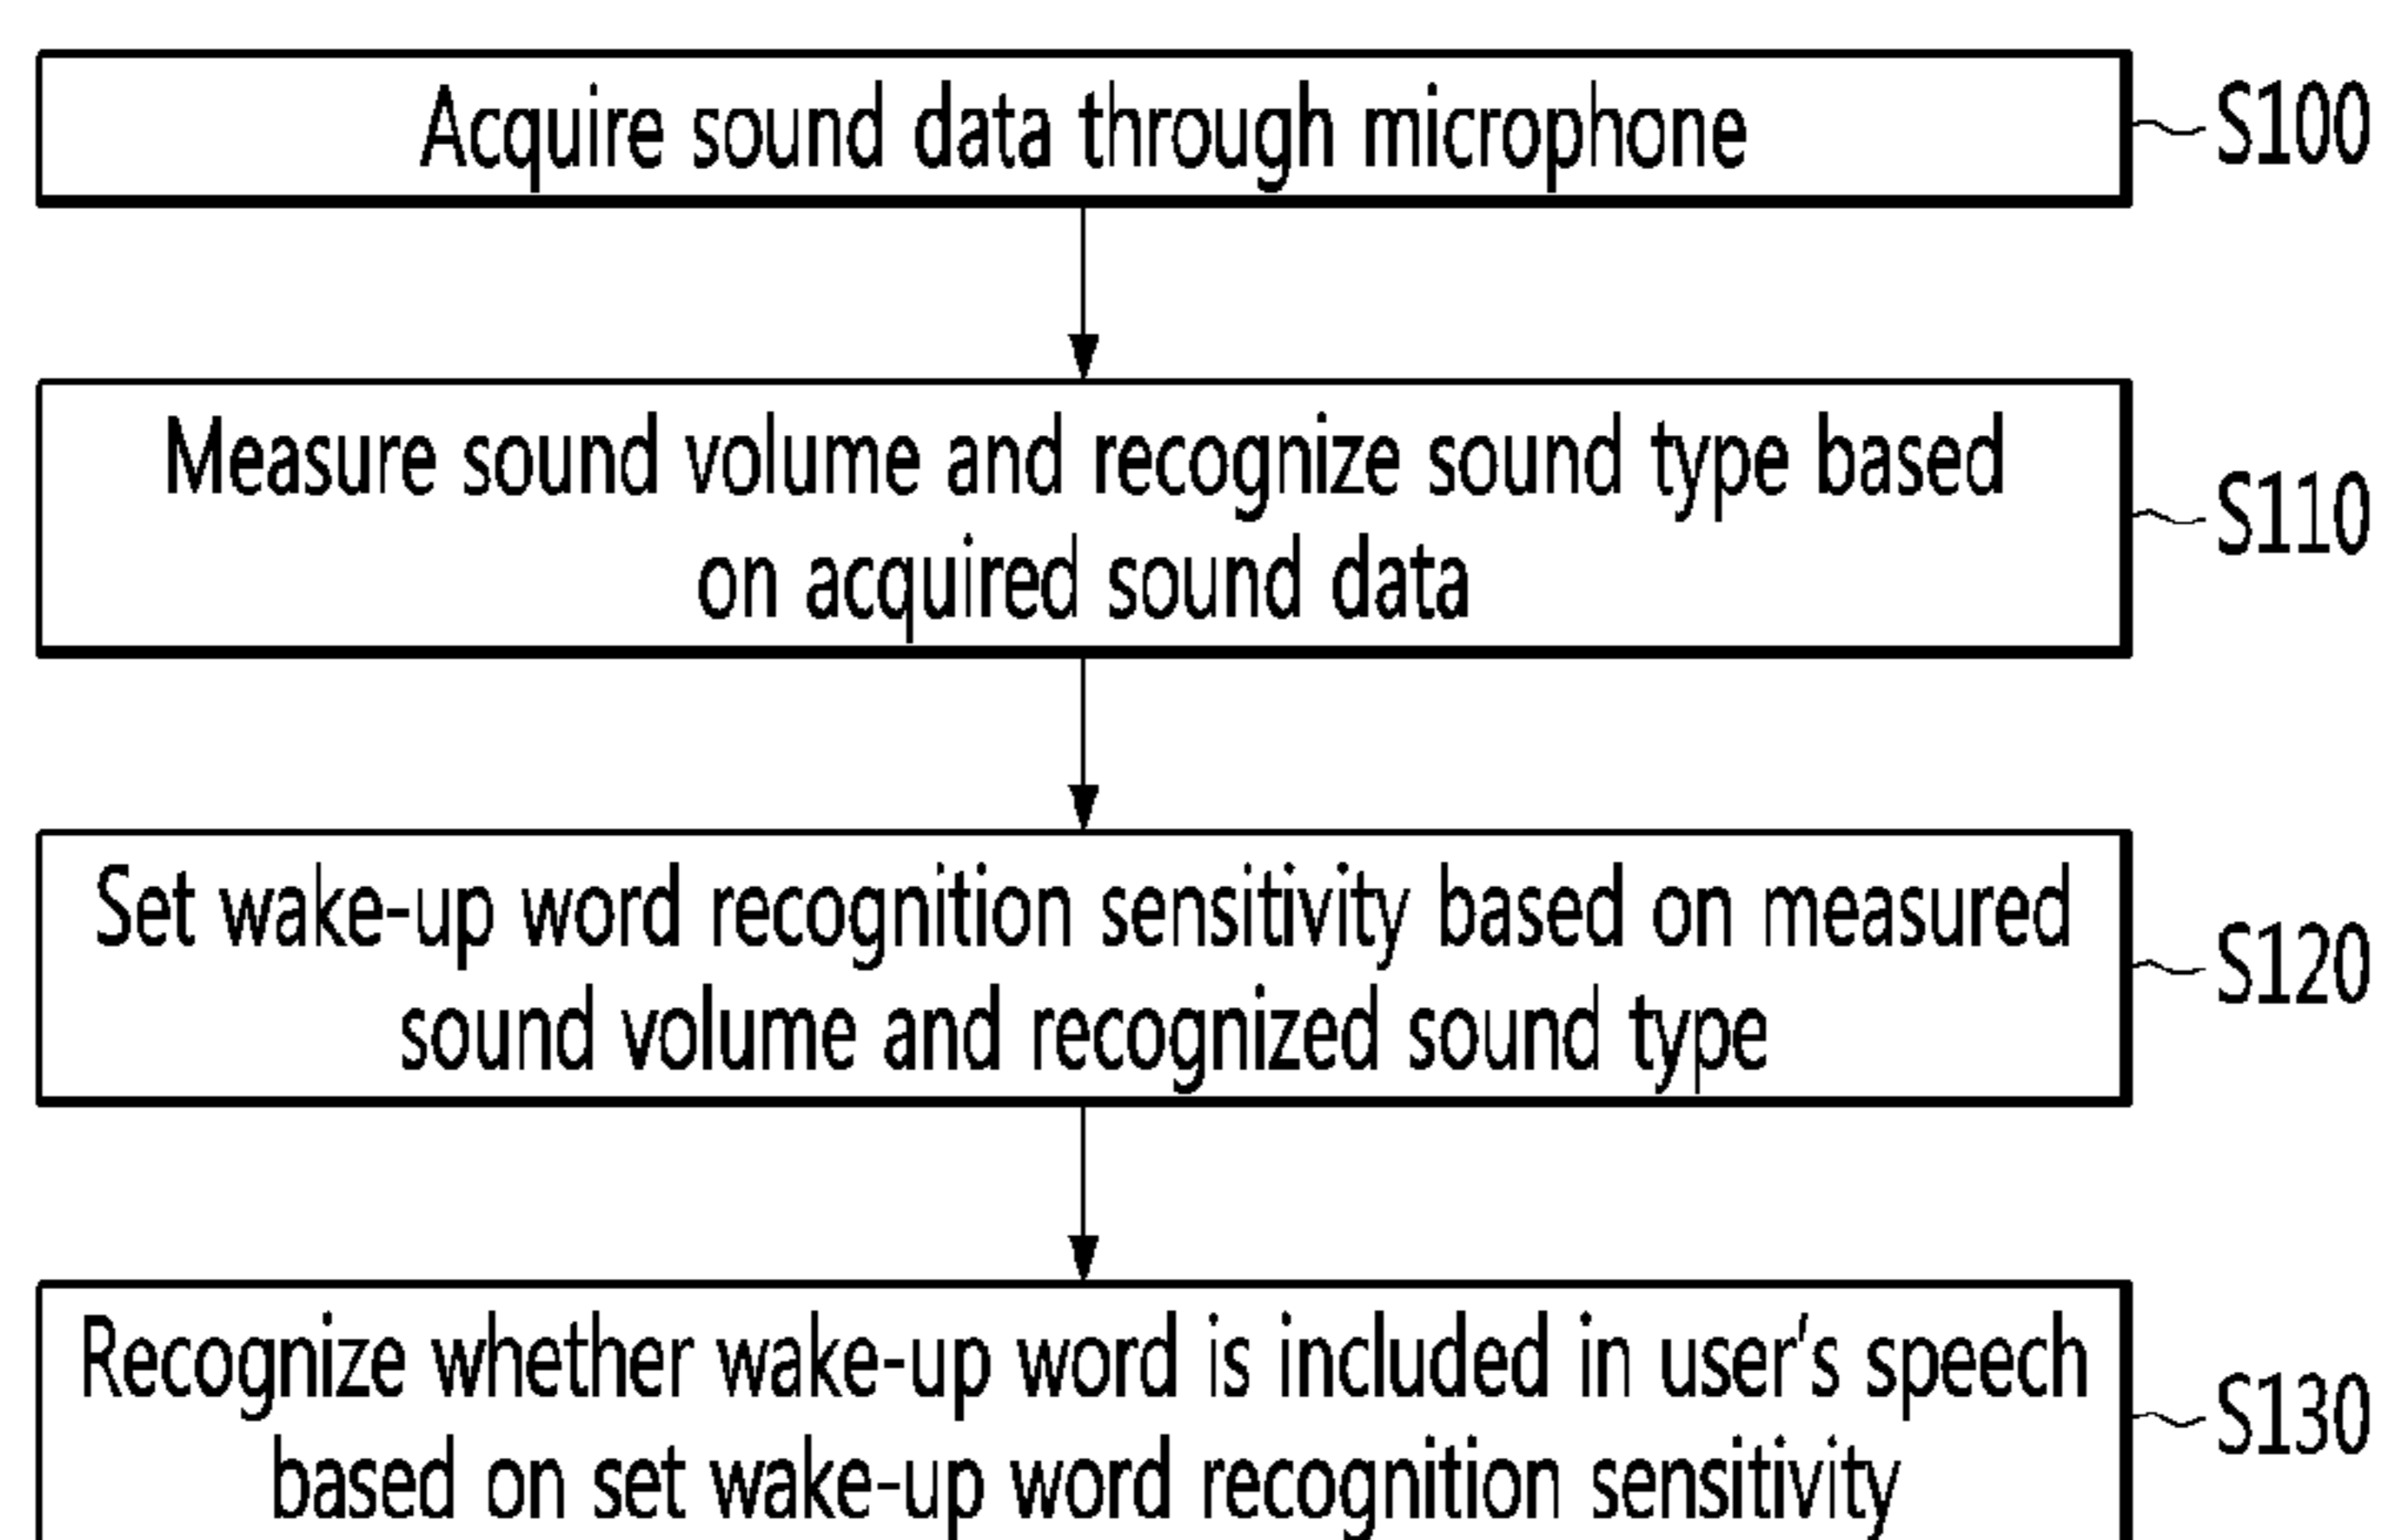 Acquire sound data through microphone
S100
Measure sound volume and recognize sound type based
on acquired sound data
S110
Set wake-up word recognition sensitivity based on measured
sound volume and recognized sound type
S120
Recognize whether wake-up word is included in user's speech
based on set wake-up word recognition sensitivity
S130